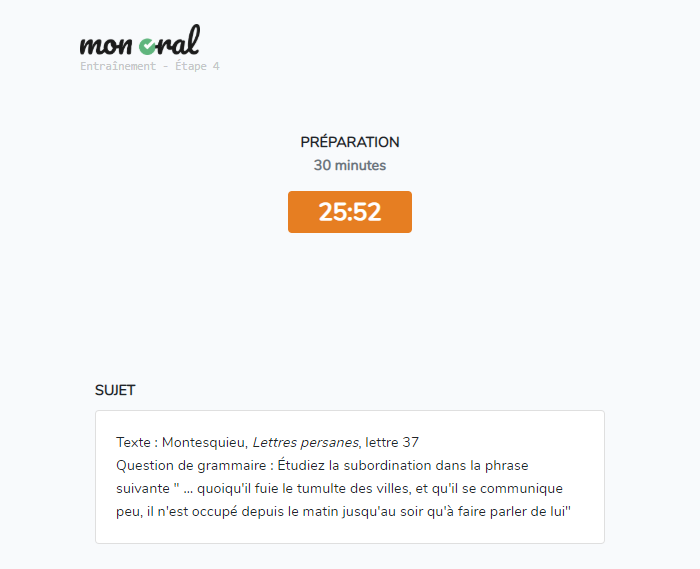 mon oral
Entraînement - Étape 4
PRÉPARATION
30 minutes
25:52
SUJET
Texte : Montesquieu, Lettres persanes, lettre 37
Question de grammaire : Étudiez la subordination dans la phrase
suivante " ... quoiqu'il fuie le tumulte des villes, et qu'il se communique
peu, il n'est occupé depuis le matin jusqu'au soir qu'à faire parler de lui"